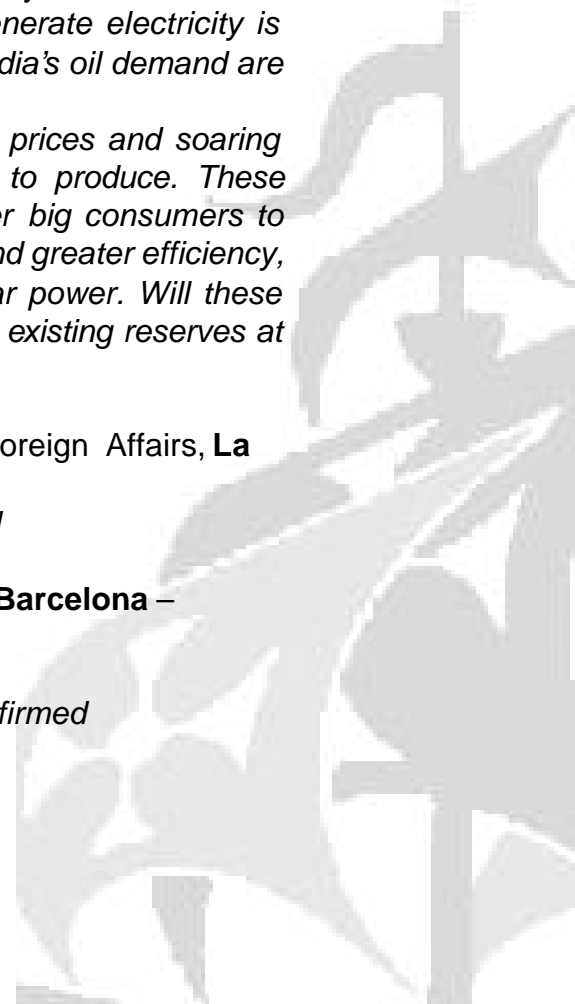 enerate electricity is
dia's oil demand are
prices and soaring
to produce. These
er big consumers to
nd greater efficiency,
ar power. Will these
existing reserves at
oreign Affairs, La
Barcelona –
firmed